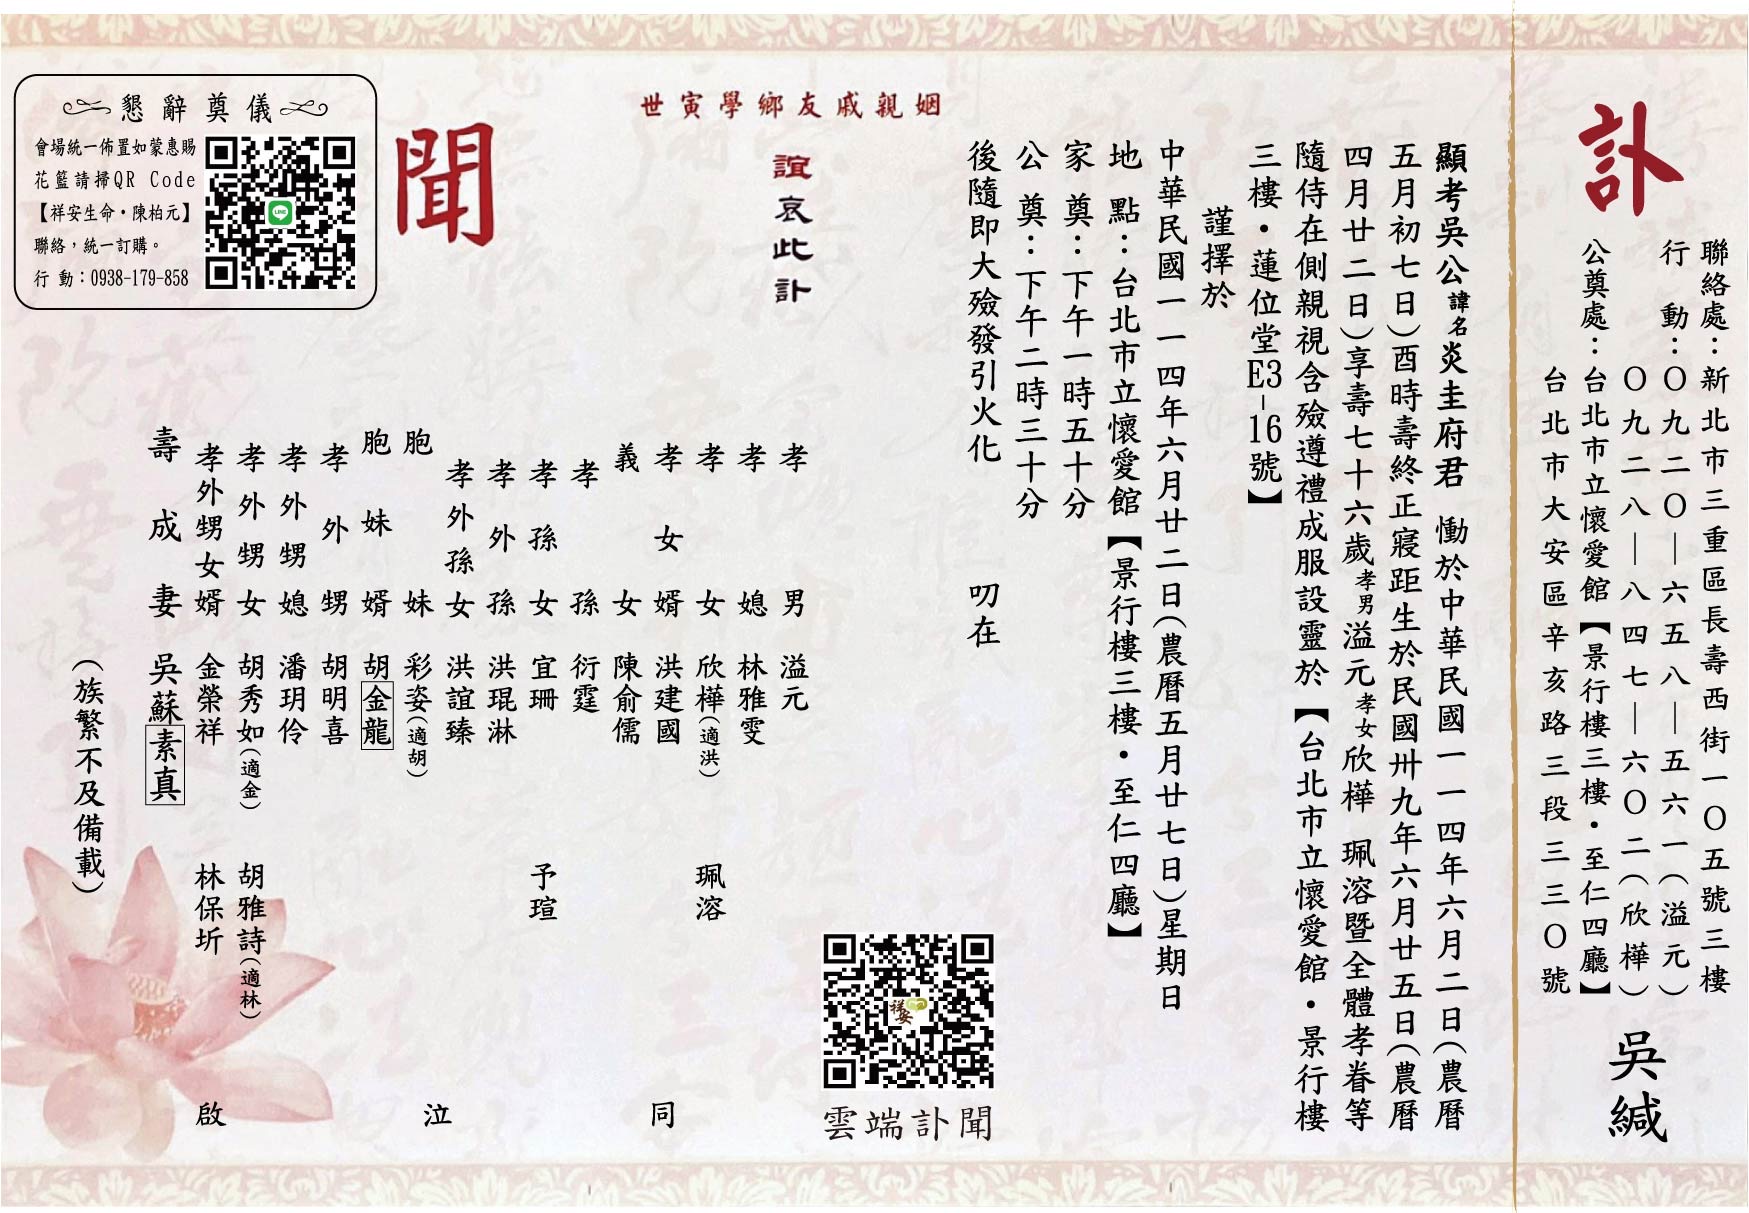 訃
聯絡處：新北市三重區長壽西街一〇五號三樓
行動：〇九二〇—六五八—五六一（溢元）
〇九二八—八四七—六〇二（欣樺）
公奠處：台北市立懷愛館【景行樓三樓・至仁四廳】
台北市大安區辛亥路三段三三〇號
吳緘
顯考吳公諱名炎圭府君 慟於中華民國一一四年六月二日（農曆
五月初七日）酉時壽終正寢距生於民國卅九年六月廿五日（農曆
四月廿二日）享壽七十六歲孝男溢元孝女欣樺 珮溶暨全體孝眷等
隨侍在側親視含殮遵禮成服設靈於【台北市立懷愛館・景行樓
三樓・蓮位堂E3-16號】
謹擇於
中華民國一一四年六月廿二日（農曆五月廿七日）星期日
地點：台北市立懷愛館【景行樓三樓・至仁四廳】
家奠：下午一時五十分
公奠：下午二時三十分
後隨即大殮發引火化 叨在
姻親戚友鄉學寅世
誼哀此訃
聞
雲端訃聞
孝男 溢元
孝媳 林雅雯
孝女 欣樺（適洪） 珮溶
孝女婿 洪建國
義女 陳俞儒
孝孫 衍霆
孝孫女 宜珊 予瑄
孝外孫 洪琨淋
孝外孫女 洪誼臻
胞妹 彩姿（適胡）
胞妹婿 胡金龍
孝外甥 胡明喜
孝外甥媳 潘玥伶
孝外甥女 胡秀如（適金） 胡雅詩（適林）
孝外甥女婿 金榮祥 林保圻
壽成妻 吳蘇素真
（族繁不及備載）
同泣啟
懇辭奠儀
會場統一佈置如蒙惠賜
花籃請掃QR Code
【祥安生命・陳柏元】
聯絡，統一訂購。
行動：0938-179-858
LINE
祥安